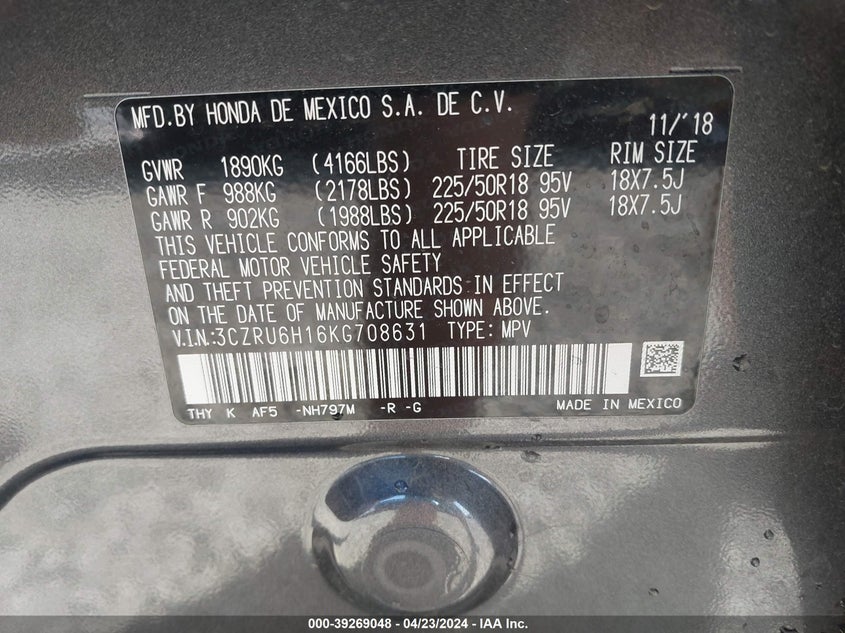 MFD.BY HONDA DE MEXICO S.A. DE C.V.
11/'18
GVWR 1890KG (4166LBS) TIRE SIZE RIM SIZE
GAWR F 988KG (2178LBS) 225/50R18 95V 18X7.5J
GAWR R 902KG (1988LBS) 225/50R18 95V 18X7.5J
THIS VEHICLE CONFORMS TO ALL APPLICABLE
FEDERAL MOTOR VEHICLE SAFETY
AND THEFT PREVENTION STANDARDS IN EFFECT
ON THE DATE OF MANUFACTURE SHOWN ABOVE.
V.I.N:3CZRU6H16KG708631 TYPE: MPV
THY K AF5 -NH797M -R -G MADE IN MEXICO
000-39269048 - 04/23/2024 - IAA Inc.